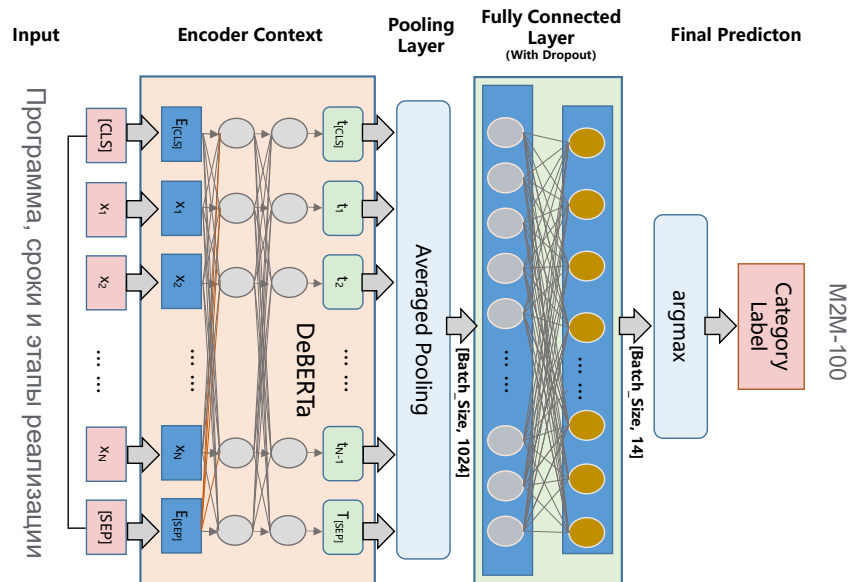 Input
Encoder Context
Pooling
Layer
Fully Connected
Layer
(With Dropout)
Final Predicton
Программа, сроки и этапы реализации
[CLS]
x1
x2
... ...
xN
[SEP]
E[CLS]
x1
x2
... ...
xN
E[SEP]
DeBERTa
... ...
... ...
t[CLS]
t1
t2
... ...
tN-1
T[SEP]
Averaged Pooling
[Batch_Size, 1024]
... ...
... ...
[Batch_Size, 14]
argmax
Category
Label
M2M-100